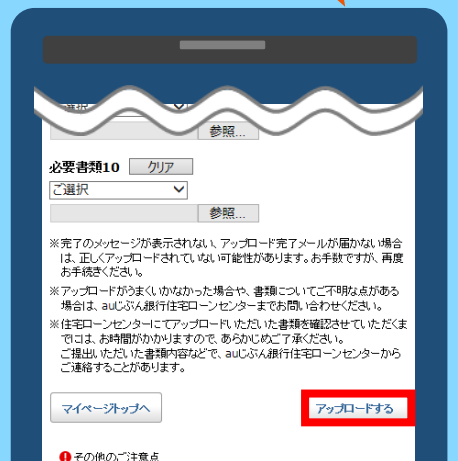 ご選択
参照...
必要書類10 クリア
ご選択
参照...
※完了のメッセージが表示されない、アップロード完了メールが届かない場合
は、正しくアップロードされていない可能性があります。お手数ですが、再度
お手続きください。
※アップロードがうまくいかなかった場合や、書類についてご不明な点がある
場合は、auじぶん銀行住宅ローンセンターまでお問い合わせください。
※住宅ローンセンターにてアップロードいただいた書類を確認させていただくま
でには、お時間がかかりますので、あらかじめご了承ください。
ご提出いただいた書類内容などで、auじぶん銀行住宅ローンセンターから
ご連絡することがあります。
マイページトップへ アップロードする
その他のご注意点